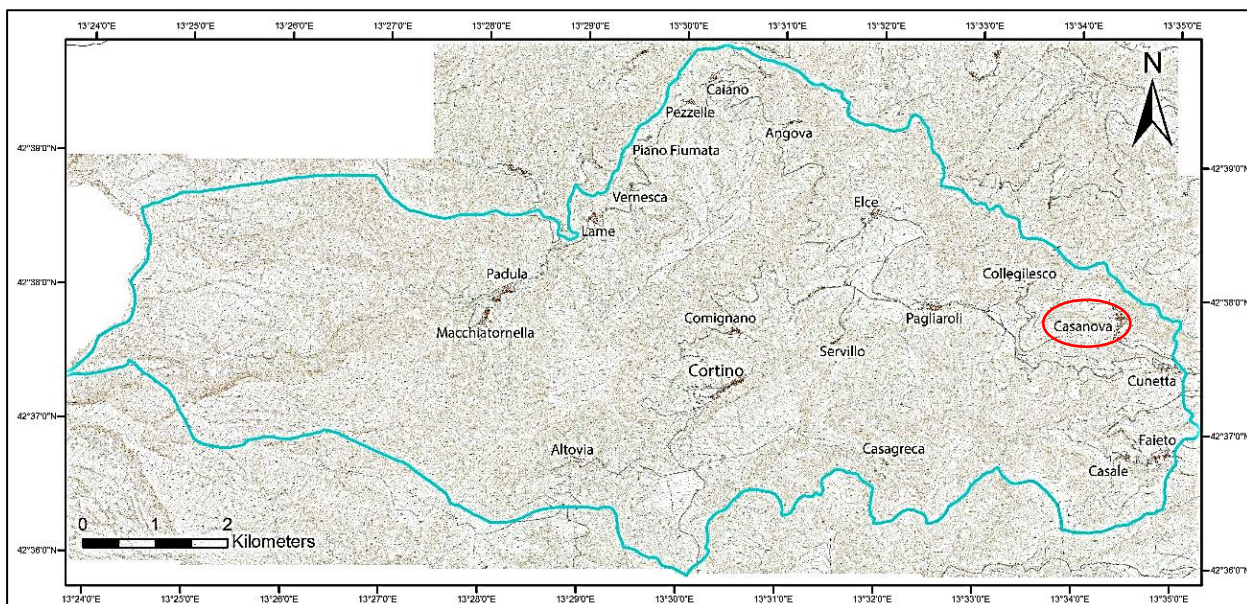 13°24'0"E 13°25'0"E 13°26'0"E 13°27'0"E 13°28'0"E 13°29'0"E 13°30'0"E 13°31'0"E 13°32'0"E 13°33'0"E 13°34'0"E 13°35'0"E
N
Caiano
Pezzelle
Angova
42°39'0"N
Piano Fiumata
42°39'0"N
Vernesca
Elce
Lame
Padula
Collegilesco
42°38'0"N
42°38'0"N
Comignano
Pagliaroli
Casanova
Macchiatornella
Servillo
Cortino
Cunetta
42°37'0"N
42°37'0"N
Altovia
Casagreca
Faieto
Casale
0 1 2
Kilometers
42°36'0"N
42°36'0"N
13°24'0"E 13°25'0"E 13°26'0"E 13°27'0"E 13°28'0"E 13°29'0"E 13°30'0"E 13°31'0"E 13°32'0"E 13°33'0"E 13°34'0"E 13°35'0"E